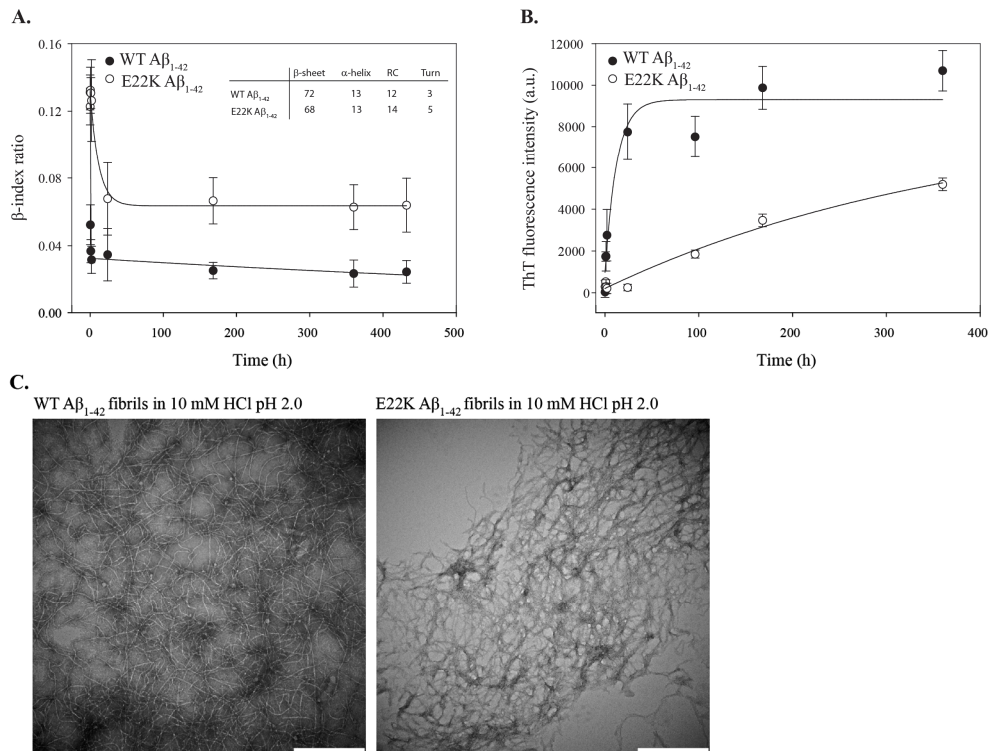 A.
0.16
0.12
0.08
0.04
0.00
β-index ratio
WT Aβ1-42
E22K Aβ1-42
β-sheet α-helix RC Turn
WT Aβ1-42 72 13 12 3
E22K Aβ1-42 68 13 14 5
0 100 200 300 400 500
Time (h)
B.
12000
10000
8000
6000
4000
2000
0
ThT fluorescence intensity (a.u.)
WT Aβ1-42
E22K Aβ1-42
0 100 200 300 400
Time (h)
C.
WT Aβ1-42 fibrils in 10 mM HCl pH 2.0
E22K Aβ1-42 fibrils in 10 mM HCl pH 2.0